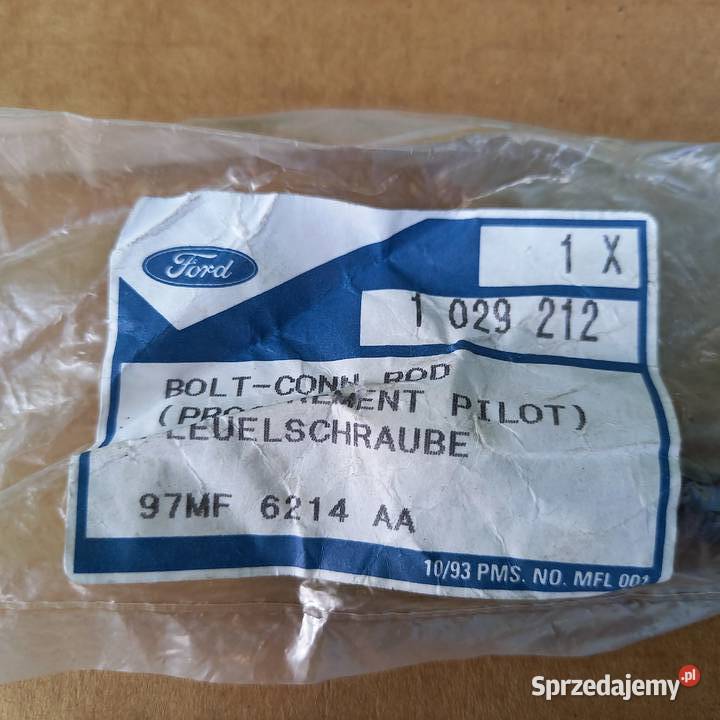 Ford
1 X
1 029 212
BOLT-CONN ROD
PILOT)
97MF 6214 AA
10/93 PMS. NO. MFL 001
Sprzedajemy.pl